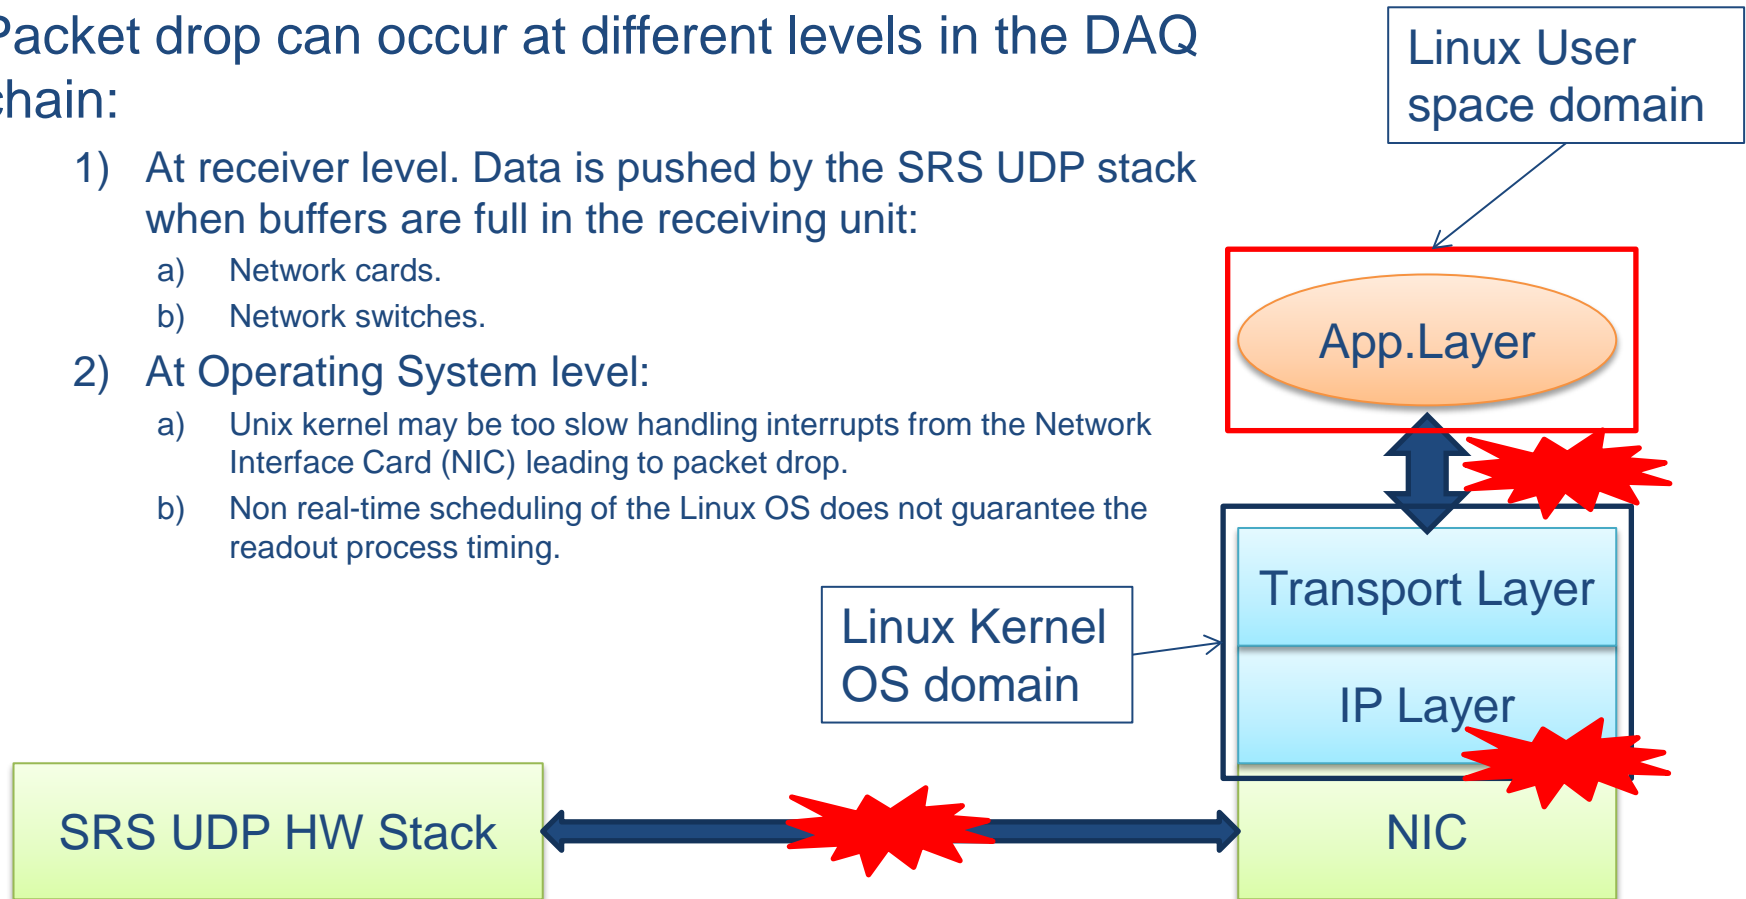 Packet drop can occur at different levels in the DAQ
chain:
1) At receiver level. Data is pushed by the SRS UDP stack
when buffers are full in the receiving unit:
a) Network cards.
b) Network switches.
2) At Operating System level:
a) Unix kernel may be too slow handling interrupts from the Network
Interface Card (NIC) leading to packet drop.
b) Non real-time scheduling of the Linux OS does not guarantee the
readout process timing.
Linux User
space domain
App.Layer
Transport Layer
Linux Kernel
OS domain
IP Layer
SRS UDP HW Stack
NIC